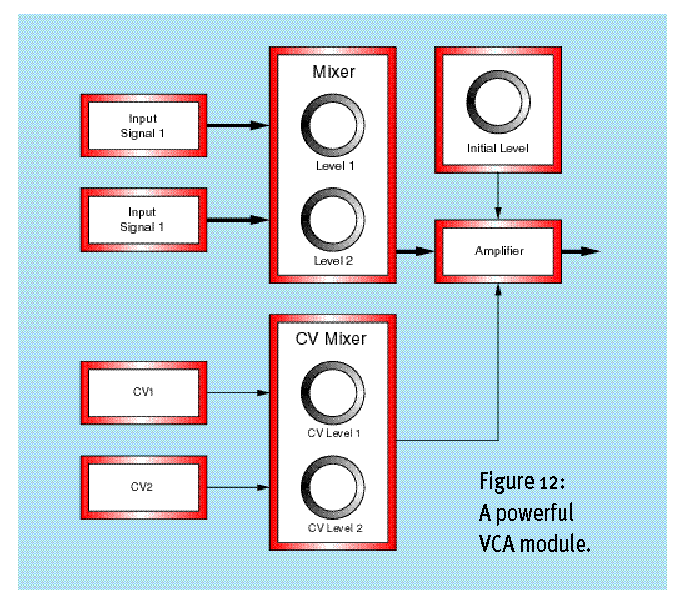 Mixer
Input
Signal 1
Level 1
Initial Level
Input
Signal 1
Level 2
Amplifier
CV Mixer
CV1
CV Level 1
CV2
CV Level 2
Figure 12:
A powerful
VCA module.